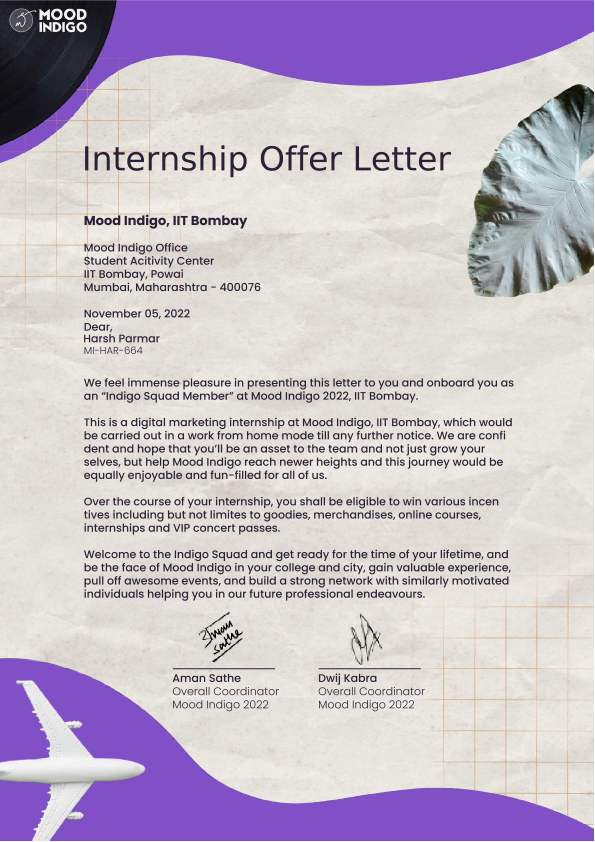 MOOD
INDIGO
Internship Offer Letter
Mood Indigo, IIT Bombay
Mood Indigo Office
Student Acitivity Center
IIT Bombay, Powai
Mumbai, Maharashtra - 400076
November 05, 2022
Dear,
Harsh Parmar
MI-HAR-664
We feel immense pleasure in presenting this letter to you and onboard you as
an “Indigo Squad Member” at Mood Indigo 2022, IIT Bombay.
This is a digital marketing internship at Mood Indigo, IIT Bombay, which would
be carried out in a work from home mode till any further notice. We are confi
dent and hope that you’ll be an asset to the team and not just grow your
selves, but help Mood Indigo reach newer heights and this journey would be
equally enjoyable and fun-filled for all of us.
Over the course of your internship, you shall be eligible to win various incen
tives including but not limites to goodies, merchandises, online courses,
internships and VIP concert passes.
Welcome to the Indigo Squad and get ready for the time of your lifetime, and
be the face of Mood Indigo in your college and city, gain valuable experience,
pull off awesome events, and build a strong network with similarly motivated
individuals helping you in our future professional endeavours.
Aman
Sathe
Aman Sathe
Overall Coordinator
Mood Indigo 2022
Dwij Kabra
Overall Coordinator
Mood Indigo 2022